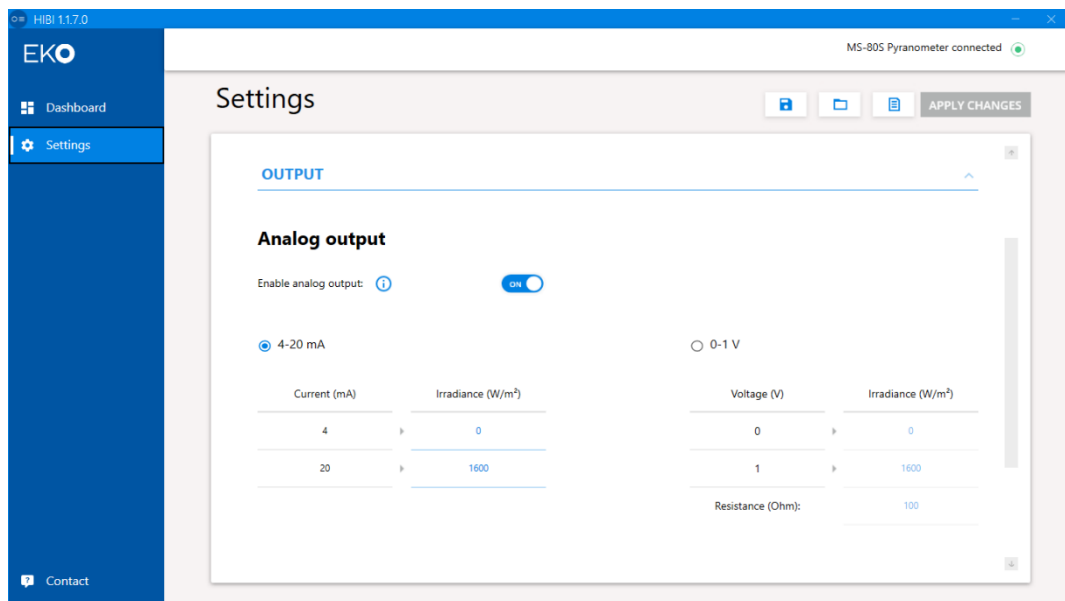 HIBI 1.1.7.0
EKO
MS-80S Pyranometer connected
Dashboard
Settings
Contact
Settings
APPLY CHANGES
OUTPUT
Analog output
Enable analog output:
ON
4-20 mA
0-1 V
Current (mA) Irradiance (W/m²) Voltage (V) Irradiance (W/m²)
4 0 0 0
20 1600 1 1600
Resistance (Ohm): 100